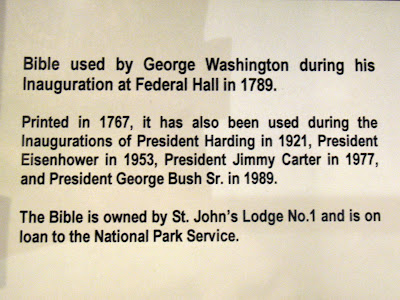 Bible used by George Washington during his
Inauguration at Federal Hall in 1789.
Printed in 1767, it has also been used during the
Inaugurations of President Harding in 1921, President
Eisenhower in 1953, President Jimmy Carter in 1977,
and President George Bush Sr. in 1989.
The Bible is owned by St. John's Lodge No.1 and is on
loan to the National Park Service.